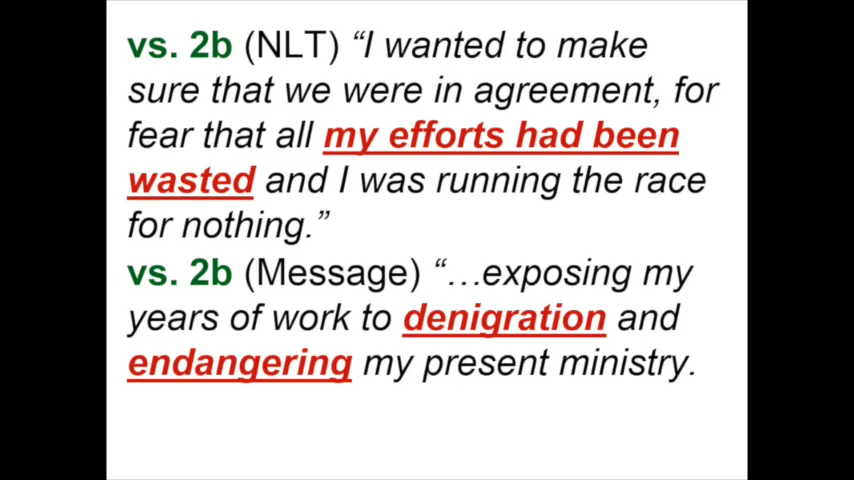 vs. 2b (NLT) “I wanted to make
sure that we were in agreement, for
fear that all my efforts had been
wasted and I was running the race
for nothing.”
vs. 2b (Message) “…exposing my
years of work to denigration and
endangering my present ministry.